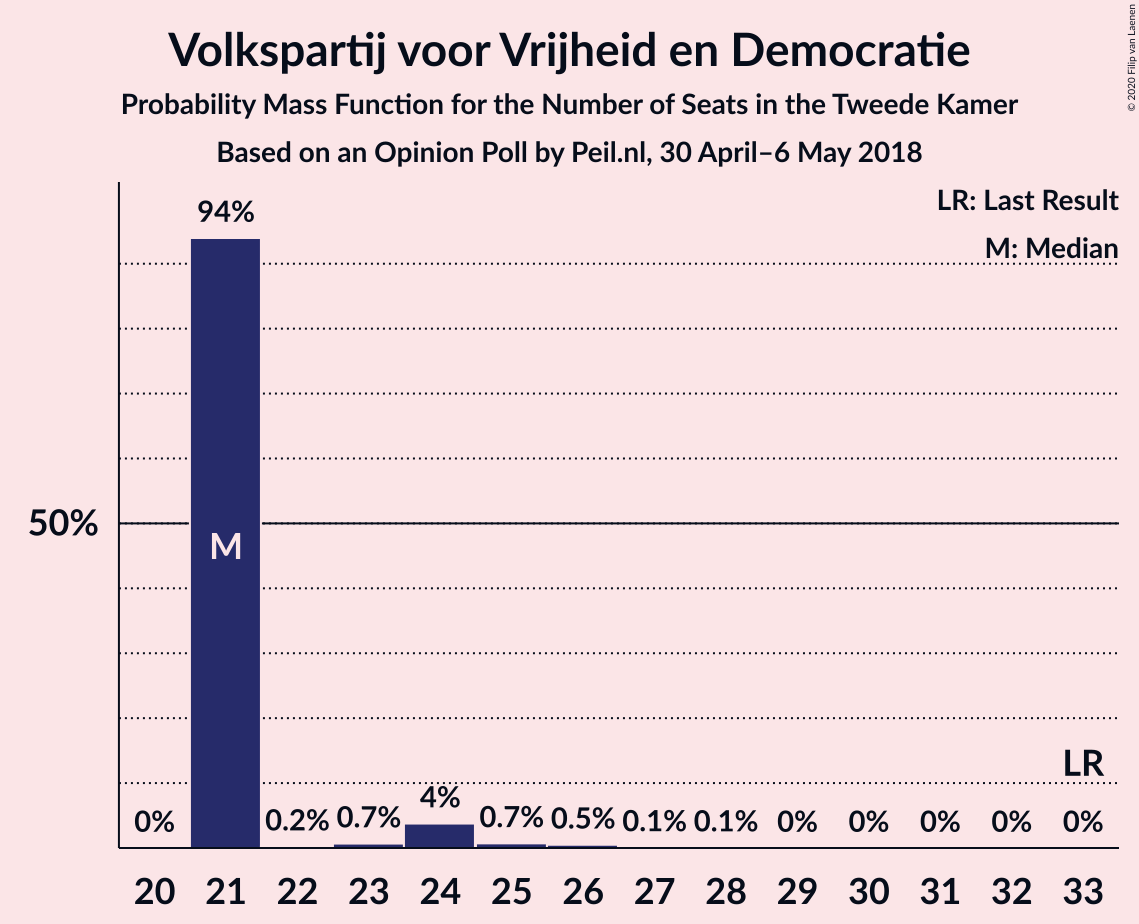 Volkspartij voor Vrijheid en Democratie
Probability Mass Function for the Number of Seats in the Tweede Kamer
Based on an Opinion Poll by Peil.nl, 30 April–6 May 2018
© 2020 Filip van Laenen
LR: Last Result
M: Median
50%
94%
M
LR
0% 0.2% 0.7% 4% 0.7% 0.5% 0.1% 0.1% 0% 0% 0% 0% 0%
20 21 22 23 24 25 26 27 28 29 30 31 32 33